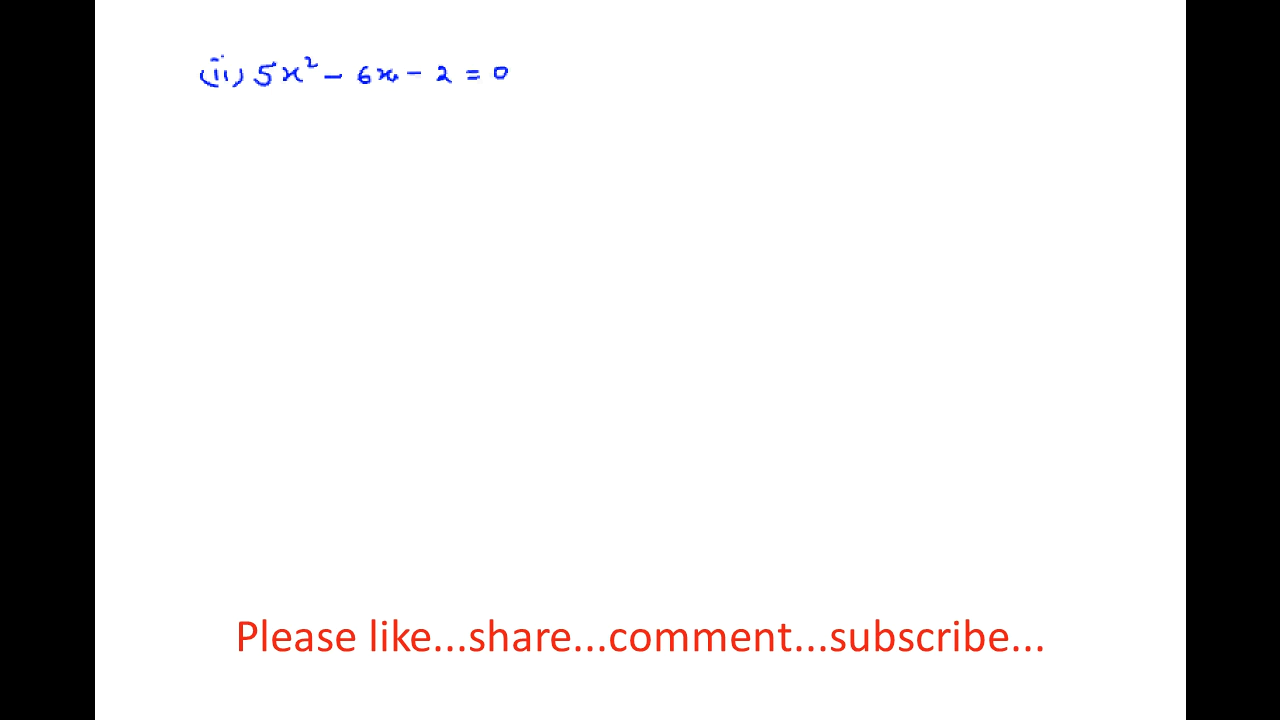 (ii) 5x² - 6x - 2 = 0
Please like...share...comment...subscribe...